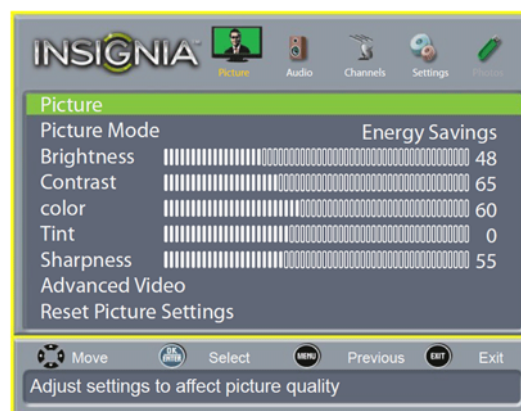 INSIGNIA
Picture Audio Channels Settings Photos
Picture
Picture Mode Energy Savings
Brightness 48
Contrast 65
color 60
Tint 0
Sharpness 55
Advanced Video
Reset Picture Settings
Move OK ENTER Select MENU Previous EXIT Exit
Adjust settings to affect picture quality